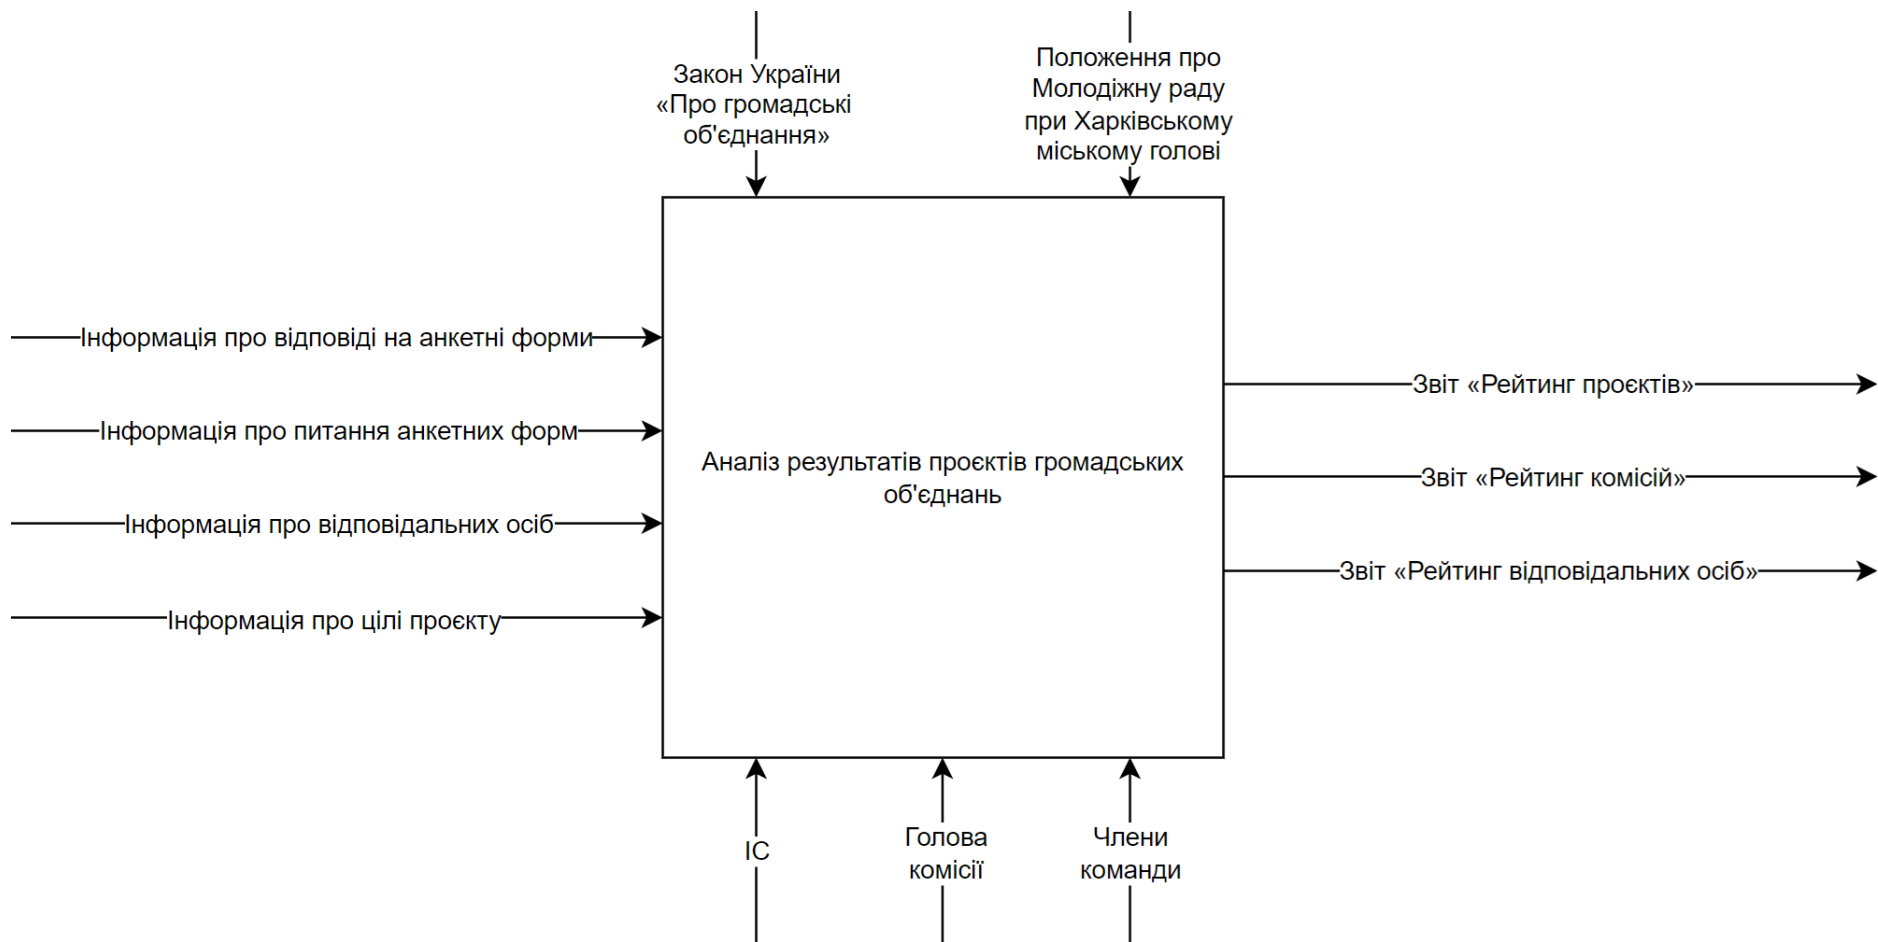 Закон України
«Про громадські
об'єднання»
Положення про
Молодіжну раду
при Харківському
міському голові
Інформація про відповіді на анкетні форми
Інформація про питання анкетних форм
Інформація про відповідальних осіб
Інформація про цілі проєкту
Аналіз результатів проєктів громадських
об'єднань
Звіт «Рейтинг проєктів»
Звіт «Рейтинг комісій»
Звіт «Рейтинг відповідальних осіб»
ІС
Голова
комісії
Члени
команди